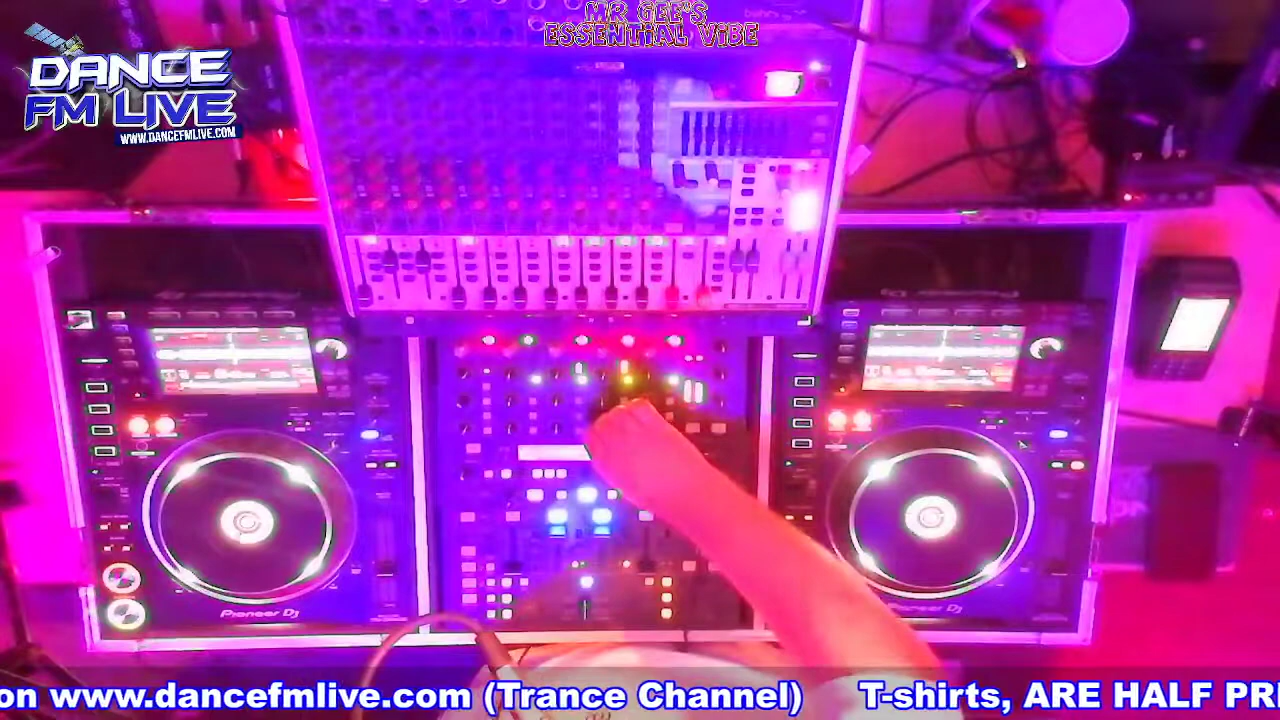 MR GEE'S
ESSENTIAL VIBE
DANCE
FM LIVE
WWW.DANCEFMLIVE.COM
Pioneer DJ
Pioneer DJ
on www.dancefmlive.com (Trance Channel) T-shirts, ARE HALF PRI